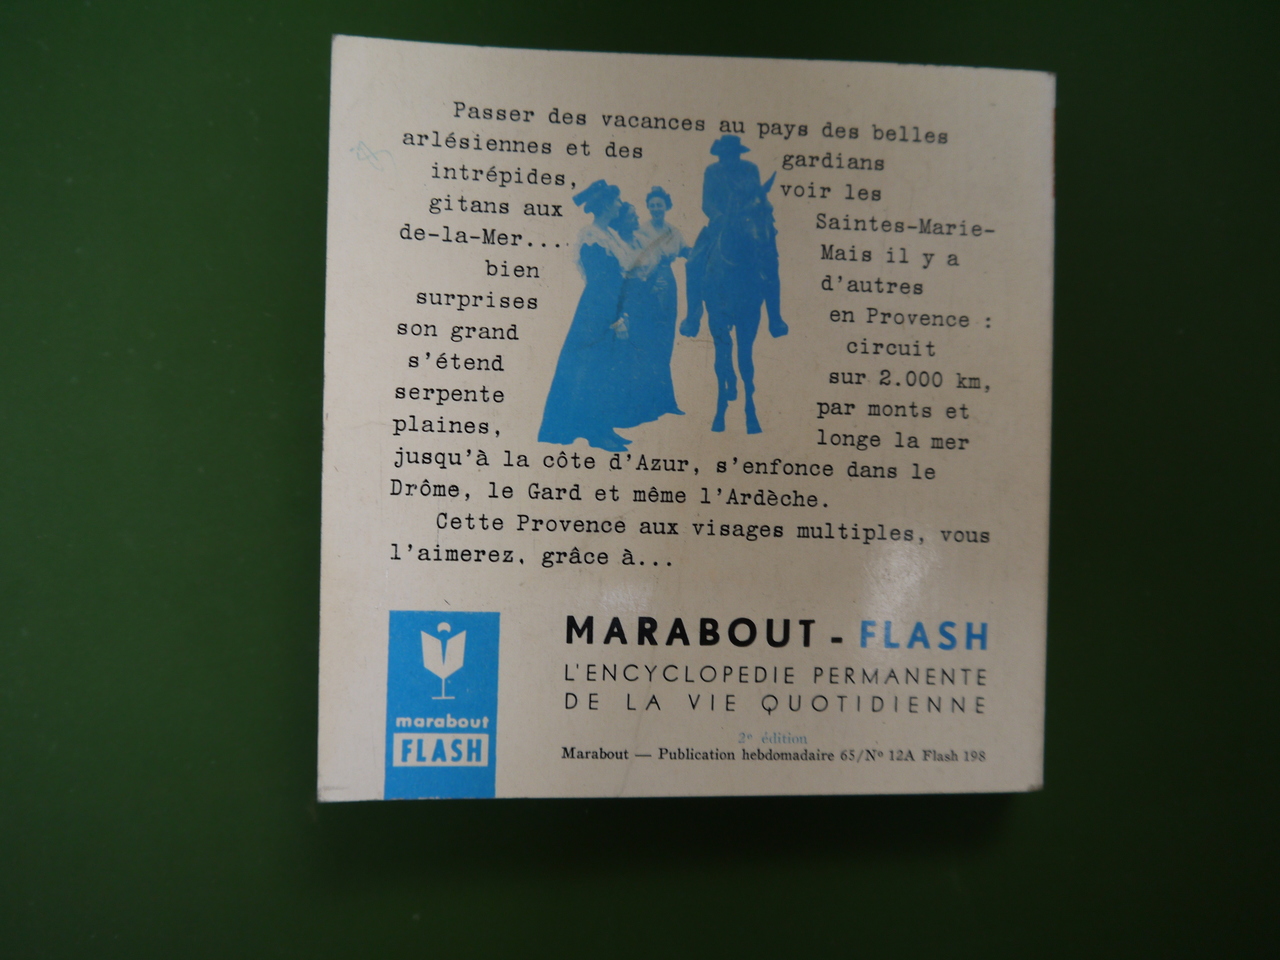 Passer des vacances au pays des belles
arlésiennes et des gardians
intrépides, voir les
gitans aux Saintes-Marie-
de-la-Mer.... Mais il y a
bien d'autres
surprises en Provence :
son grand circuit
s'étend sur 2.000 km,
serpente par monts et
plaines, longe la mer
jusqu'à la côte d'Azur, s'enfonce dans le
Drôme, le Gard et même l'Ardèche.
Cette Provence aux visages multiples, vous
l'aimerez, grâce à...
MARABOUT - FLASH
L'ENCYCLOPEDIE PERMANENTE
DE LA VIE QUOTIDIENNE
2e édition
Marabout — Publication hebdomadaire 65/No 12A Flash 198
marabout
FLASH